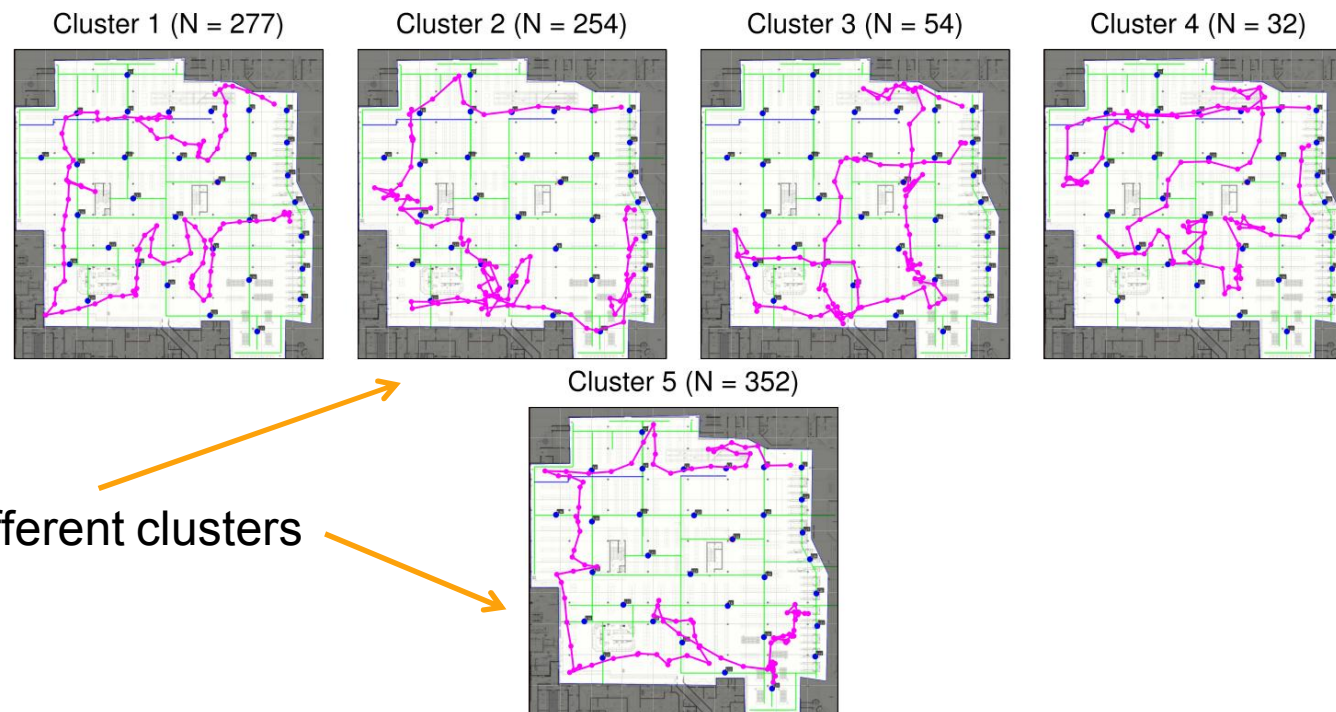 Cluster 1 (N = 277)
Cluster 2 (N = 254)
Cluster 3 (N = 54)
Cluster 4 (N = 32)
Cluster 5 (N = 352)
fferent clusters